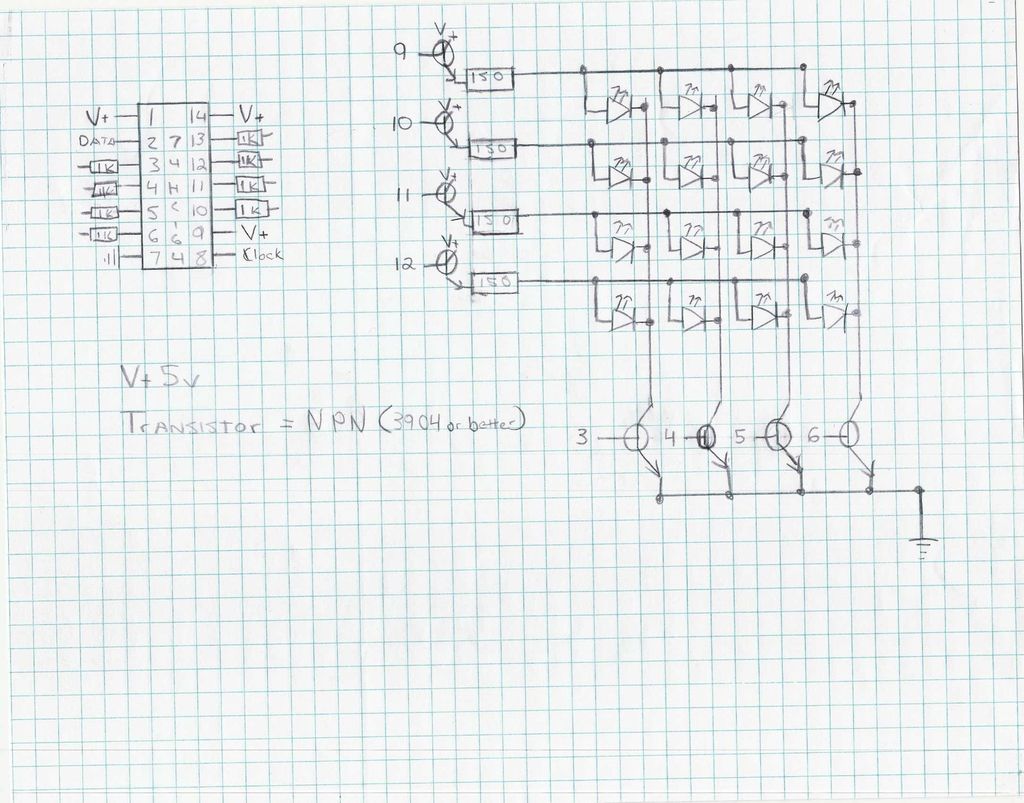 V+ 1 14 V+
DATA 2 7 13 1K
1K 3 4 12 1K
1K 4 H 11 1K
1K 5 C 10 1K
1K 6 1 6 9 V+
7 4 8 Clock
V+
9 150
V+
10 150
V+
11 150
V+
12 150
V+ 5v
TRANSISTOR = NPN (3904 or better)
3 4 5 6